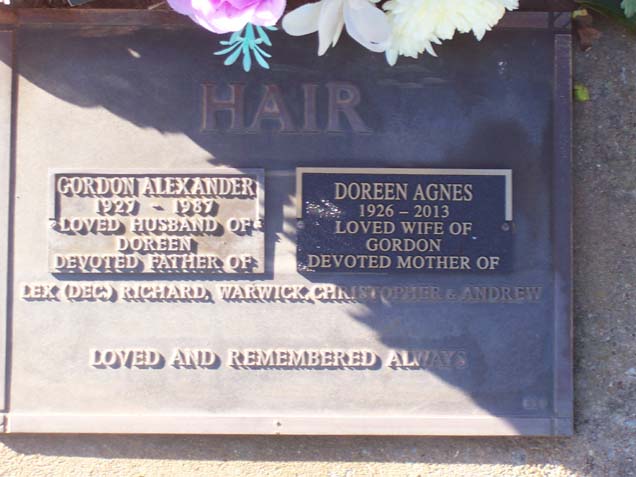 HAIR
GORDON ALEXANDER
1927 - 1987
LOVED HUSBAND OF
DOREEN
DEVOTED FATHER OF
DOREEN AGNES
1926 – 2013
LOVED WIFE OF
GORDON
DEVOTED MOTHER OF
LEX (DEC) RICHARD, WARWICK, CHRISTOPHER & ANDREW
LOVED AND REMEMBERED ALWAYS